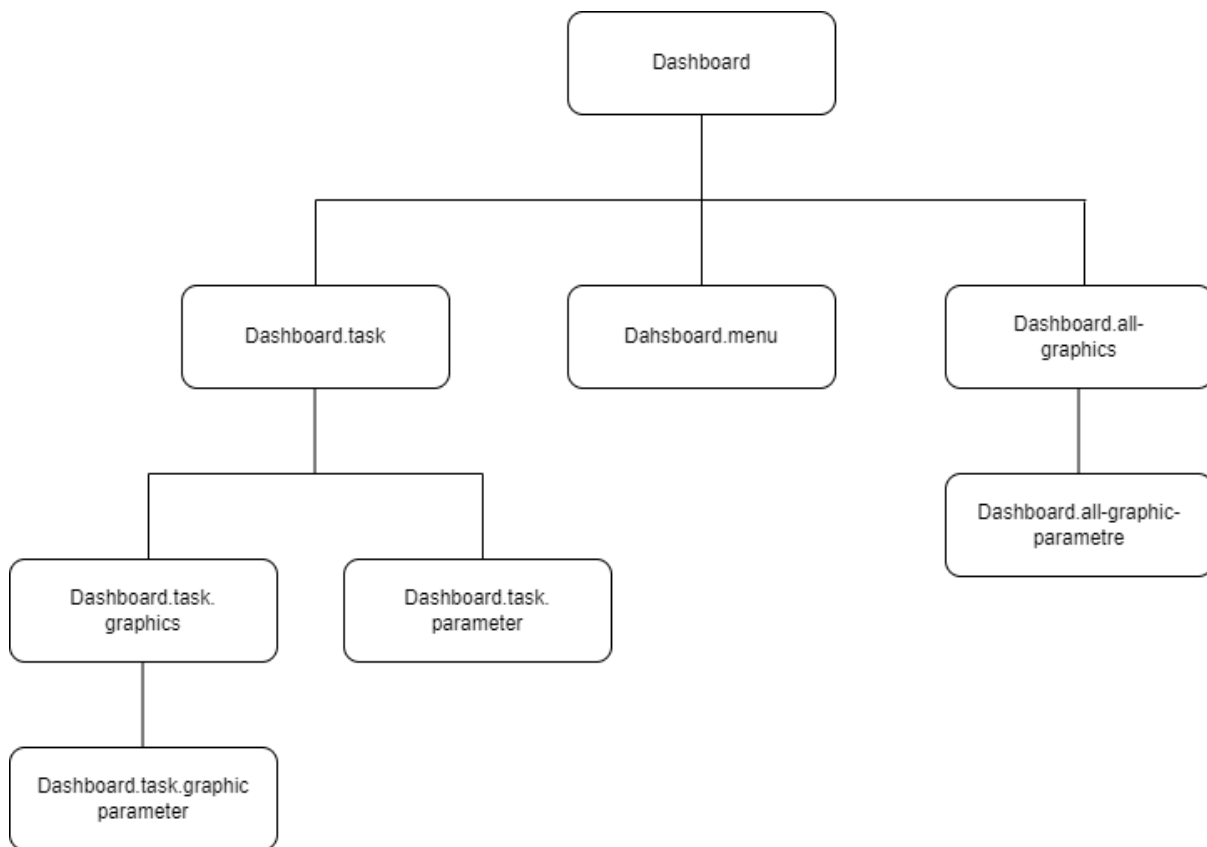 Dashboard
Dashboard.task
Dahsboard.menu
Dashboard.all-
graphics
Dashboard.all-graphic-
parametre
Dashboard.task.
graphics
Dashboard.task.
parameter
Dashboard.task.graphic
parameter